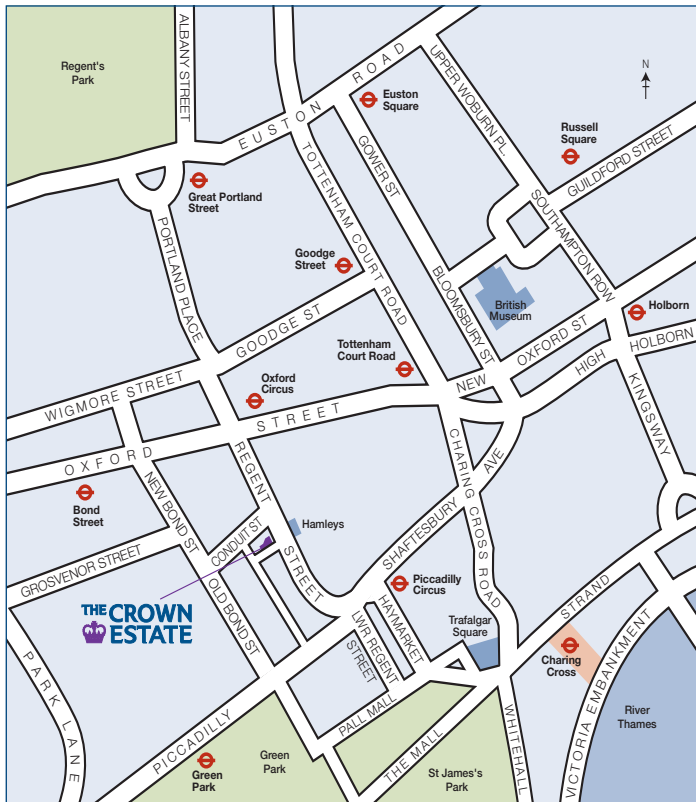 Regent's
Park
ALBANY STREET
EUSTON ROAD
Euston
Square
UPPER WOBURN PL.
N
Russell
Square
GUILDFORD STREET
Great Portland
Street
TOTTENHAM COURT ROAD
GOWER ST
SOUTHAMPTON ROW
PORTLAND PLACE
Goodge
Street
BLOOMSBURY ST
British
Museum
Holborn
GOODGE ST
Tottenham
Court Road
NEW OXFORD ST
HIGH HOLBORN
WIGMORE STREET
Oxford
Circus
OXFORD STREET
KINGSWAY
REGENT STREET
CHARING CROSS ROAD
SHAFTESBURY AVE
Bond
Street
NEW BOND ST
CONDUIT ST
Hamleys
GROSVENOR STREET
OLD BOND ST
THE CROWN
ESTATE
Piccadilly
Circus
HAYMARKET
LWR REGENT
STREET
Trafalgar
Square
STRAND
Charing
Cross
VICTORIA EMBANKMENT
PARK LANE
PICCADILLY
PALL MALL
THE MALL
WHITEHALL
River
Thames
Green
Park
Green
Park
St James's
Park